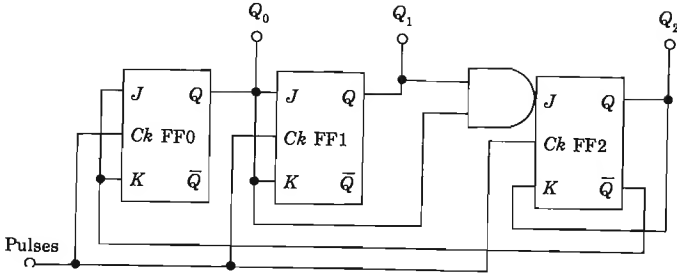 Q0
Q1
Q2
J Q
Ck FF0
K Q̅
J Q
Ck FF1
K Q̅
J Q
Ck FF2
K Q̅
Pulses